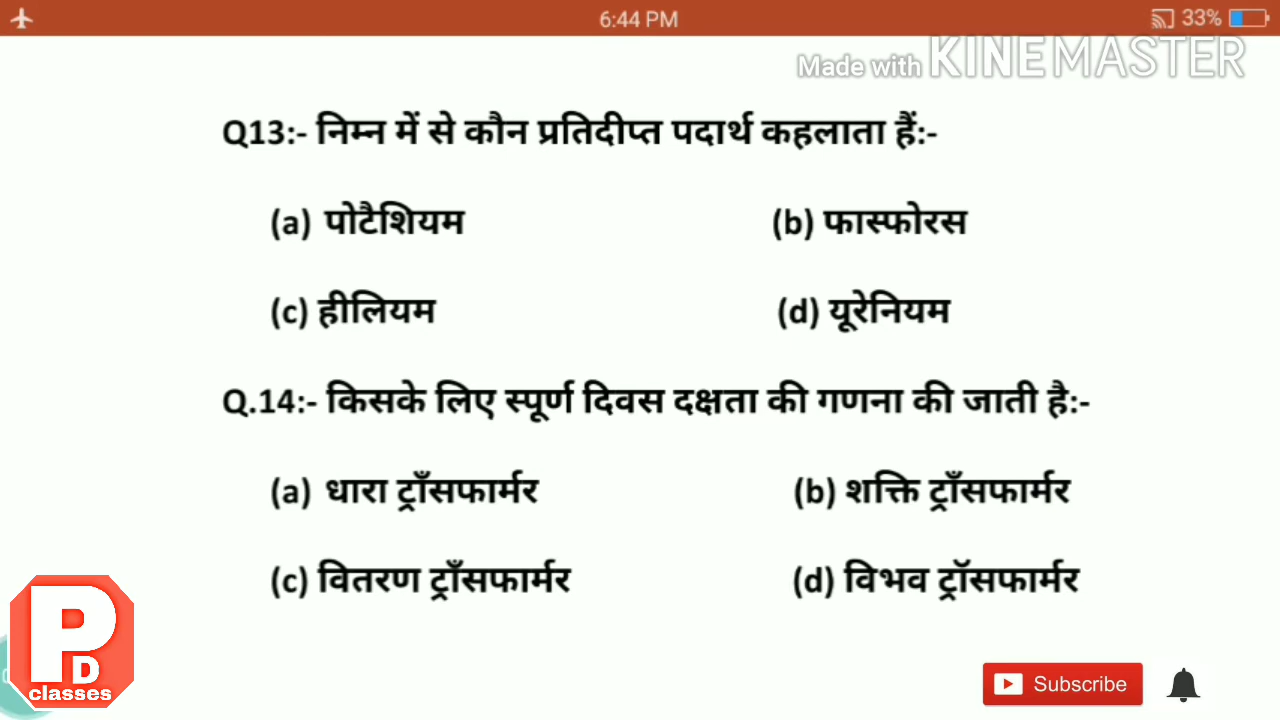 6:44 PM 33%
Made with KINEMASTER
Q13:- निम्न में से कौन प्रतिदीप्त पदार्थ कहलाता हैं:-
(a) पोटैशियम (b) फास्फोरस
(c) हीलियम (d) यूरेनियम
Q.14:- किसके लिए स्पूर्ण दिवस दक्षता की गणना की जाती है:-
(a) धारा ट्राँसफार्मर (b) शक्ति ट्राँसफार्मर
(c) वितरण ट्राँसफार्मर (d) विभव ट्रॉसफार्मर
P
D
classes
Subscribe